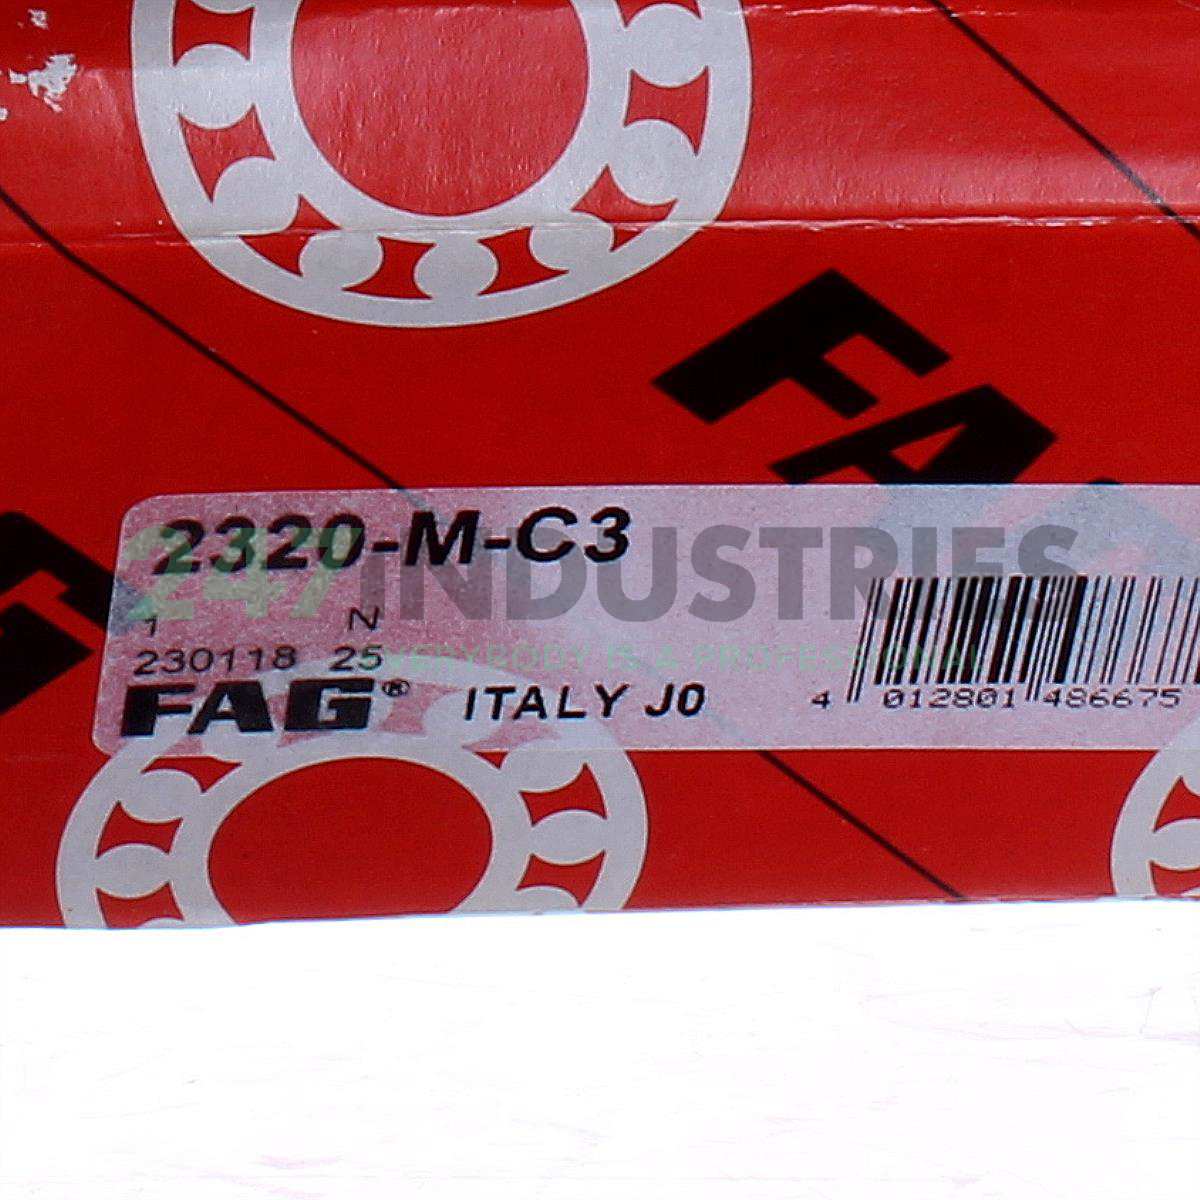 FAG
2320-M-C3
247INDUSTRIES
1 N
230118 25
EVERYBODY IS A PROFESSIONAL
FAG® ITALY J0
4 012801 486675